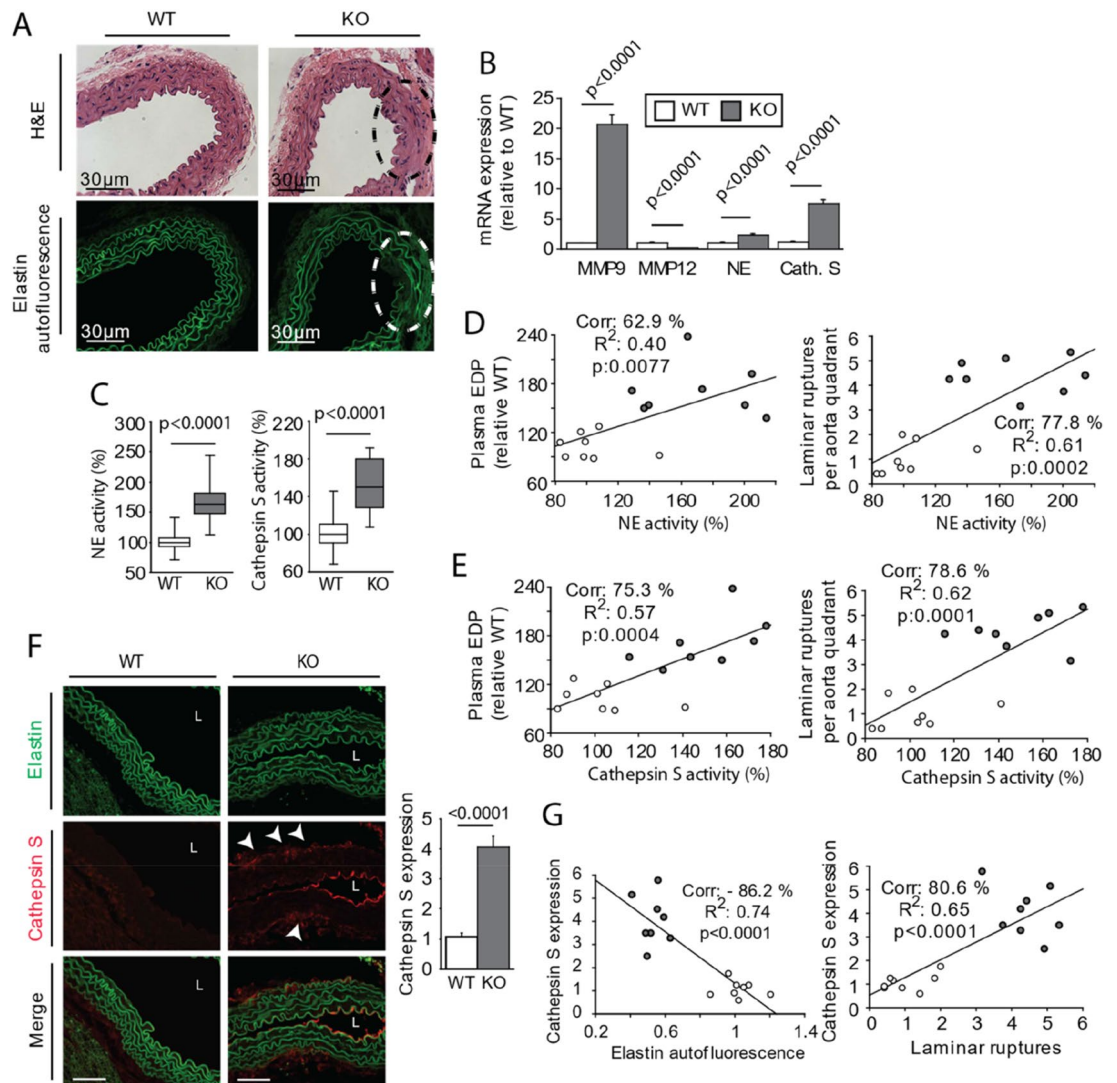 A
WT
KO
H&E
30µm
30µm
Elastin
autofluorescence
30µm
30µm
B
mRNA expression
(relative to WT)
25
20
15
10
5
0
p<0.0001
p<0.0001
p<0.0001
p<0.0001
WT
KO
MMP9
MMP12
NE
Cath. S
C
NE activity (%)
300
250
200
150
100
50
p<0.0001
WT
KO
Cathepsin S activity (%)
180
140
100
60
p<0.0001
WT
KO
D
Plasma EDP
(relative WT)
240
180
120
60
Corr: 62.9 %
R2: 0.40
p:0.0077
80
120
160
200
NE activity (%)
Laminar ruptures
per aorta quadrant
6
5
4
3
2
1
0
Corr: 77.8 %
R2: 0.61
p:0.0002
80
120
160
200
NE activity (%)
E
Plasma EDP
(relative WT)
240
180
120
60
Corr: 75.3 %
R2: 0.57
p:0.0004
80
100
120
140
160
180
Cathepsin S activity (%)
Laminar ruptures
per aorta quadrant
6
5
4
3
2
1
0
Corr: 78.6 %
R2: 0.62
p:0.0001
80
100
120
140
160
180
Cathepsin S activity (%)
F
WT
KO
Elastin
L
L
Cathepsin S
L
L
Merge
L
L
Cathepsin S expression
5
4
3
2
1
0
<0.0001
WT
KO
G
Cathepsin S expression
6
5
4
3
2
1
0
Corr: - 86.2 %
R2: 0.74
p<0.0001
0.2
0.6
1
1.4
Elastin autofluorescence
Cathepsin S expression
6
5
4
3
2
1
0
Corr: 80.6 %
R2: 0.65
p<0.0001
0
1
2
3
4
5
6
Laminar ruptures